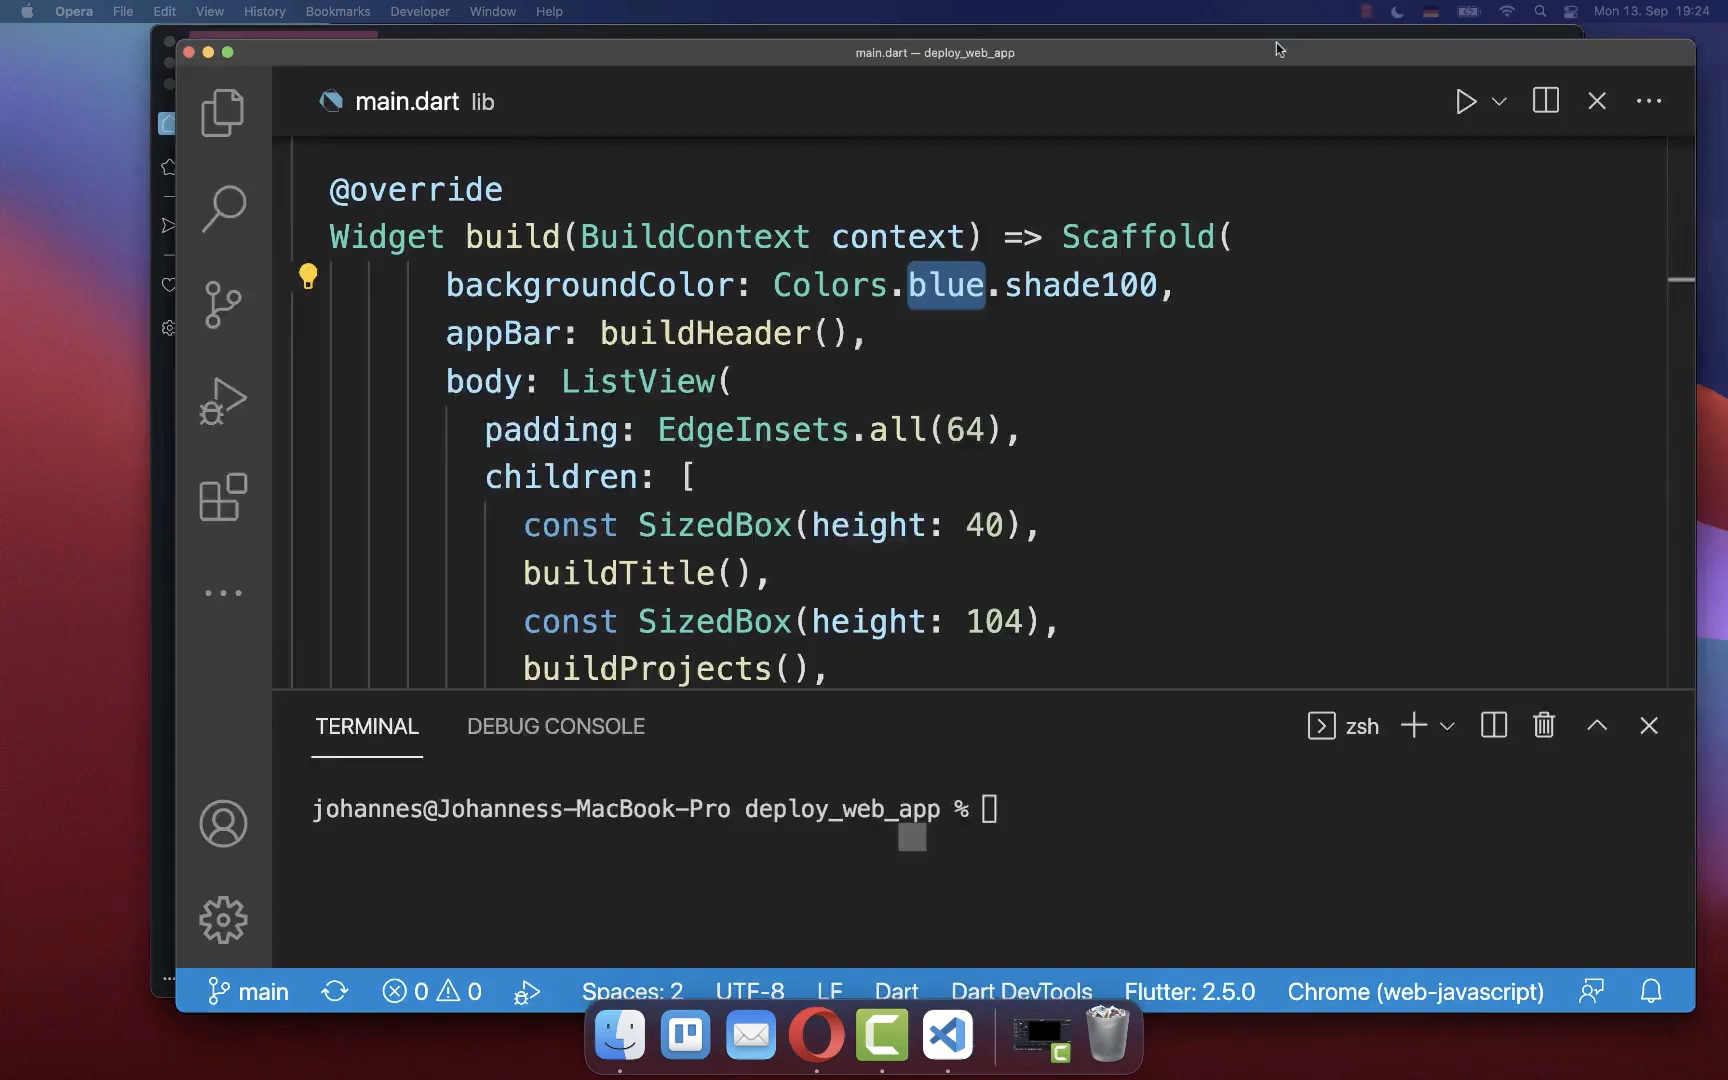 Opera File Edit View History Bookmarks Developer Window Help Mon 13. Sep 19:24
main.dart — deploy_web_app
main.dart lib
@override
Widget build(BuildContext context) => Scaffold(
backgroundColor: Colors.blue.shade100,
appBar: buildHeader(),
body: ListView(
padding: EdgeInsets.all(64),
children: [
const SizedBox(height: 40),
buildTitle(),
const SizedBox(height: 104),
buildProjects(),
TERMINAL DEBUG CONSOLE zsh
johannes@Johanness-MacBook-Pro deploy_web_app %
main 0 0 Spaces: 2 UTF-8 LF Dart Dart DevTools Flutter: 2.5.0 Chrome (web-javascript)